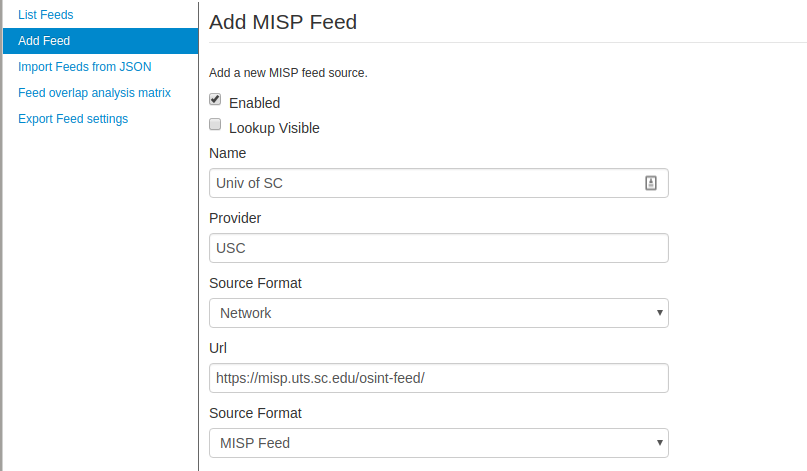 List Feeds
Add Feed
Import Feeds from JSON
Feed overlap analysis matrix
Export Feed settings
Add MISP Feed
Add a new MISP feed source.
Enabled
Lookup Visible
Name
Univ of SC
Provider
USC
Source Format
Network
Url
https://misp.uts.sc.edu/osint-feed/
Source Format
MISP Feed